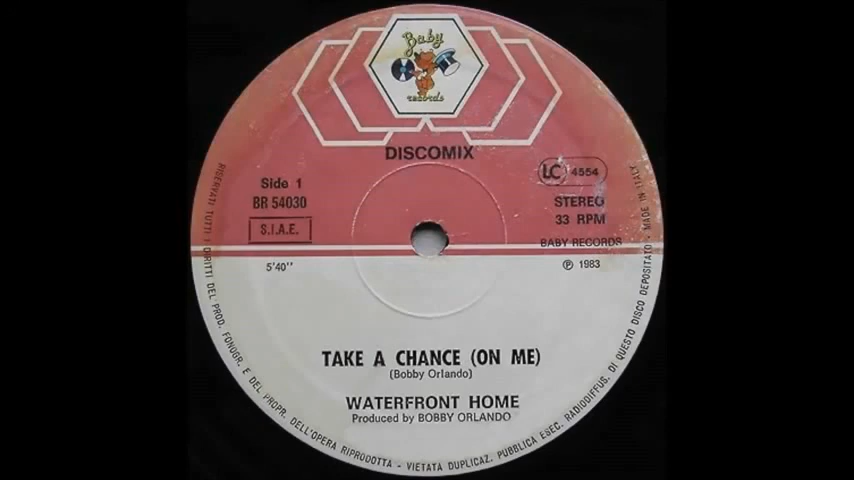 Baby
records
DISCOMIX
Side 1
BR 54030
S.I.A.E.
LC 4554
STEREO
33 RPM
BABY RECORDS
5'40''
℗ 1983
TAKE A CHANCE (ON ME)
(Bobby Orlando)
WATERFRONT HOME
Produced by BOBBY ORLANDO
RISERVATI TUTTI I DIRITTI DEL PROD. FONOGR. E DEL PROPR. DELL'OPERA RIPRODOTTA - VIETATA DUPLICAZ. PUBBLICA ESEC. RADIODIFFUS. DI QUESTO DISCO DEPOSITATO - MADE IN ITALY